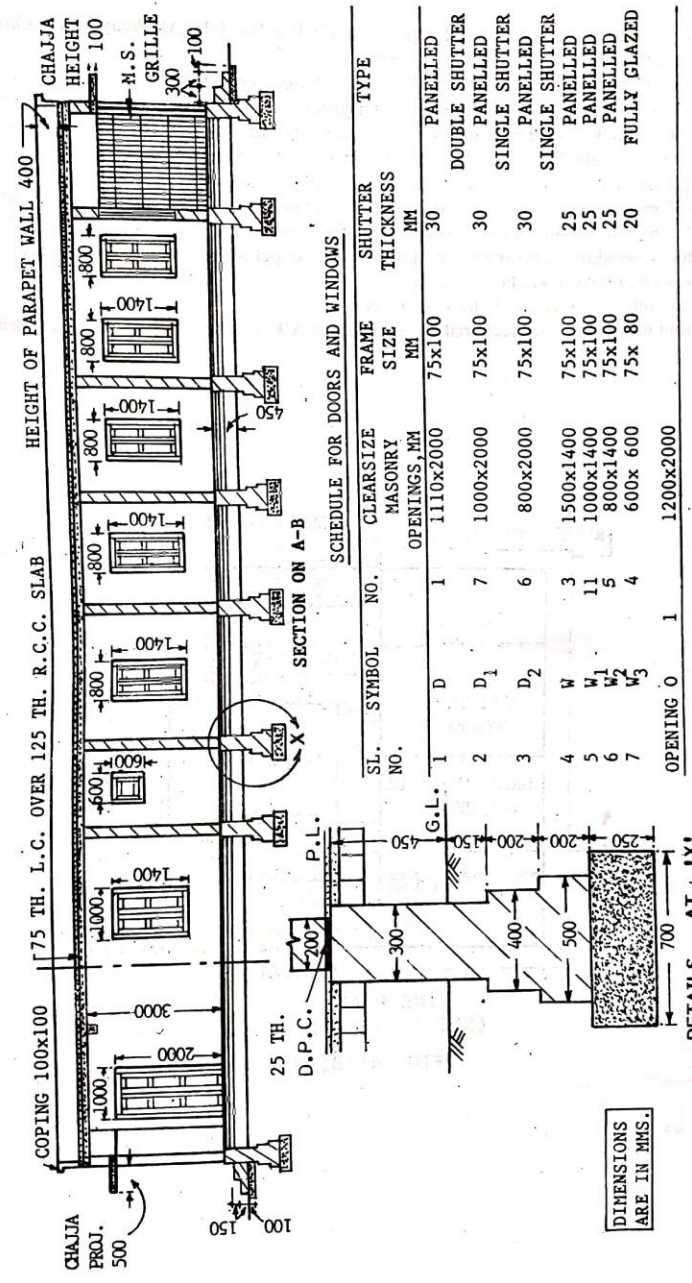 COPING 100x100
75 TH. L.C. OVER 125 TH. R.C.C. SLAB
HEIGHT OF PARAPET WALL 400
CHAJJA
HEIGHT
100
M.S.
GRILLE
300
100
CHAJJA
PROJ.
500
1000
2000
3000
1000
1400
600
600
800
1400
800
1400
800
1400
800
1400
800
450
150
100
X
SECTION ON A-B
25 TH.
D.P.C.
200
P.L.
300
450
G.L.
150
400
200
500
200
250
700
DETAILS AT 'X'
DIMENSIONS
ARE IN MMS.
SCHEDULE FOR DOORS AND WINDOWS
SL. SYMBOL NO. CLEARSIZE FRAME SHUTTER TYPE
NO. MASONRY SIZE THICKNESS
OPENINGS,MM MM MM
1 D 1 1110x2000 75x100 30 PANELLED
DOUBLE SHUTTER
2 D1 7 1000x2000 75x100 30 PANELLED
SINGLE SHUTTER
3 D2 6 800x2000 75x100 30 PANELLED
SINGLE SHUTTER
4 W 3 1500x1400 75x100 25 PANELLED
5 W1 11 1000x1400 75x100 25 PANELLED
6 W2 5 800x1400 75x100 25 PANELLED
7 W3 4 600x 600 75x 80 20 FULLY GLAZED
OPENING O 1 1200x2000